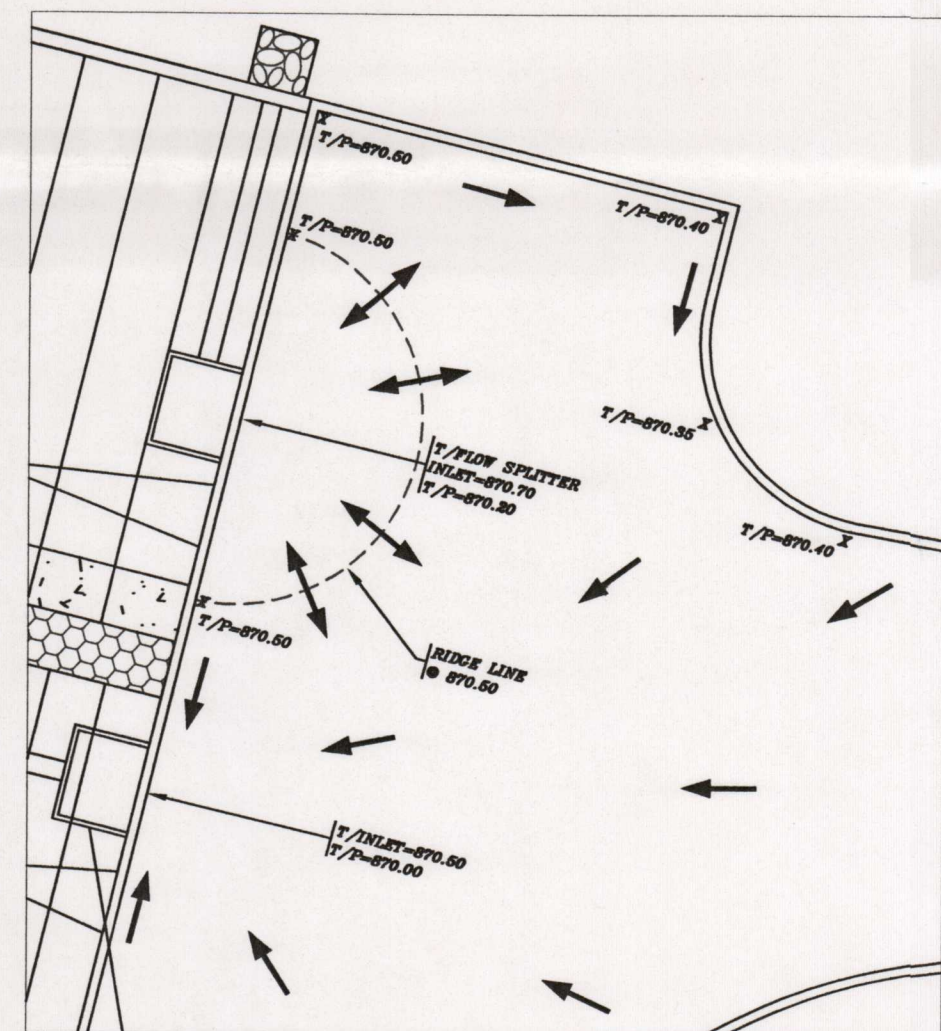 X
T/P=870.60
T/P=870.40 X
T/P=870.50
X
T/P=870.35 X
T/FLOW SPLITTER
INLET=870.70
T/P=870.20
T/P=870.40 X
X
T/P=870.50
RIDGE LINE
@ 870.50
T/INLET=870.50
T/P=870.00